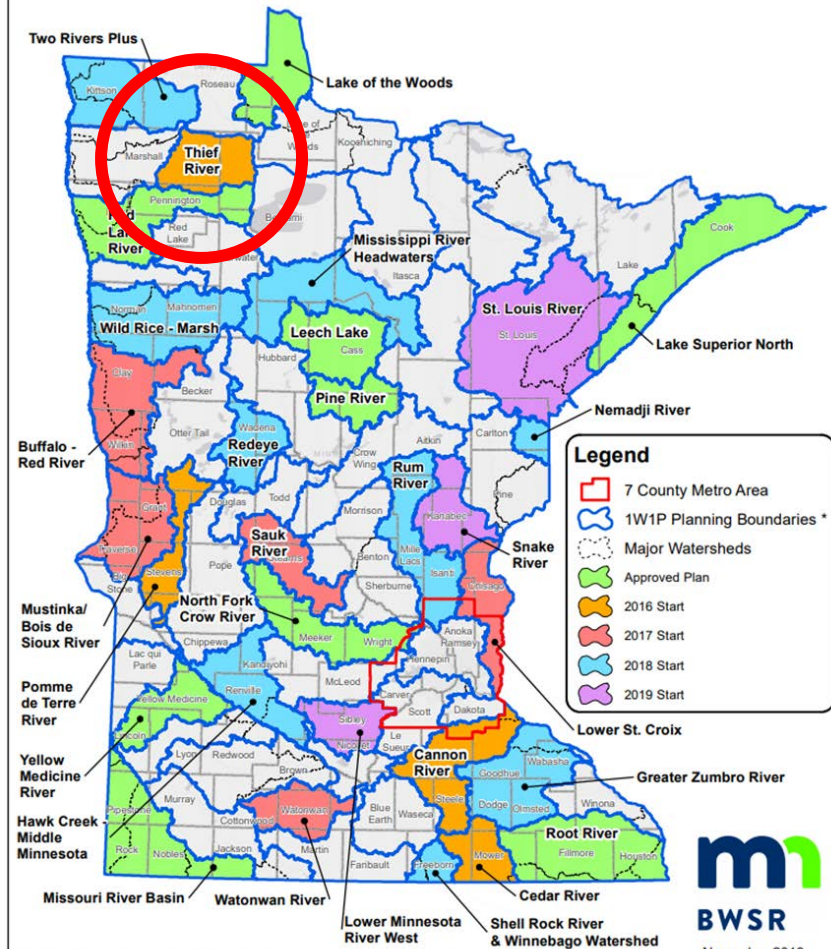 Two Rivers Plus
Lake of the Woods
Kittson
Roseau
Lake of
Woods
Koochiching
Marshall
Thief
River
Pennington
Red
Lake
River
Red
Lake
Beltrami
Cook
Mississippi River
Headwaters
Itasca
Lake
St. Louis River
St. Louis
Norman
Mahnomen
Wild Rice - Marsh
Leech Lake
Cass
Lake Superior North
Hubbard
Clay
Becker
Pine River
Nemadji River
Buffalo -
Red River
Wilkin
Otter Tail
Wadena
Redeye
River
Crow
Wing
Aitkin
Carlton
Rum
River
Pine
Legend
7 County Metro Area
1W1P Planning Boundaries *
Major Watersheds
Approved Plan
2016 Start
2017 Start
2018 Start
2019 Start
Grant
Douglas
Todd
Morrison
Kanabec
Snake
River
Traverse
Stevens
Big
Stone
Pope
Sauk
River
Stearns
Benton
Mille
Lacs
Isanti
Chisago
Sherburne
Mustinka/
Bois de
Sioux River
North Fork
Crow River
Chippewa
Meeker
Wright
Anoka
Ramsey
Hennepin
Lac qui
Parle
Kandiyohi
McLeod
Carver
Scott
Dakota
Pomme
de Terre
River
Renville
Yellow Medicine
Sibley
Lower St. Croix
Lincoln
Lyon
Redwood
Nicollet
Le
Sueur
Cannon
River
Yellow
Medicine
River
Brown
Wabasha
Goodhue
Greater Zumbro River
Murray
Cottonwood
Watonwan
Blue
Earth
Waseca
Steele
Dodge
Olmsted
Winona
Hawk Creek -
Middle
Minnesota
Pipestone
Rock
Nobles
Jackson
Martin
Faribault
Freeborn
Mower
Root River
Fillmore
Houston
Missouri River Basin
Watonwan River
Cedar River
Lower Minnesota
River West
Shell Rock River
& Winnebago Watershed
mn
BWSR